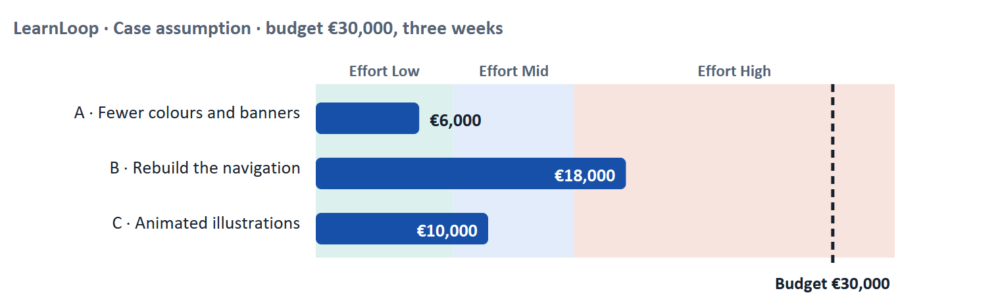 LearnLoop · Case assumption · budget €30,000, three weeks
Effort Low Effort Mid Effort High
A · Fewer colours and banners €6,000
B · Rebuild the navigation €18,000
C · Animated illustrations €10,000
Budget €30,000